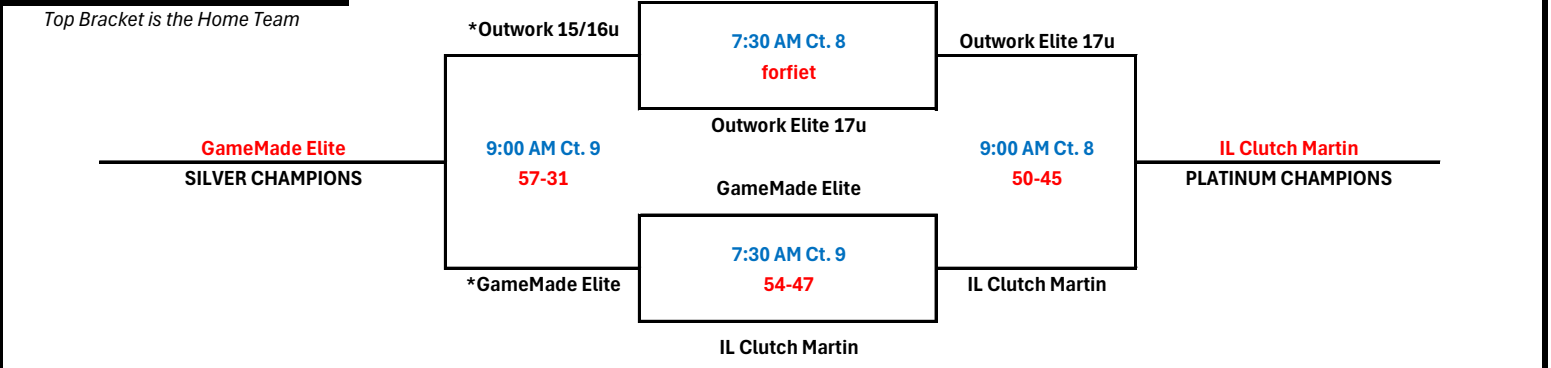 Top Bracket is the Home Team
*Outwork 15/16u
7:30 AM Ct. 8
forfiet
Outwork Elite 17u
Outwork Elite 17u
GameMade Elite
SILVER CHAMPIONS
9:00 AM Ct. 9
57-31
9:00 AM Ct. 8
50-45
IL Clutch Martin
PLATINUM CHAMPIONS
GameMade Elite
7:30 AM Ct. 9
54-47
*GameMade Elite
IL Clutch Martin
IL Clutch Martin